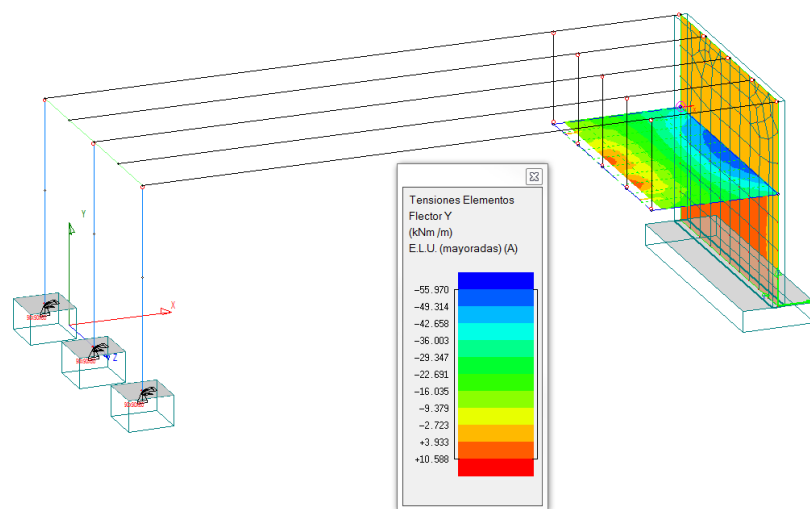 Y
X
Z
Tensiones Elementos
Flector Y
(kNm /m)
E.L.U. (mayoradas) (A)
-55.970
-49.314
-42.658
-36.003
-29.347
-22.691
-16.035
-9.379
-2.723
+3.933
+10.588